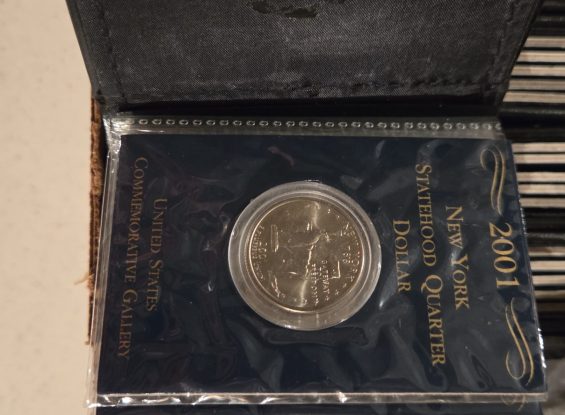 2001
NEW YORK
STATEHOOD QUARTER
DOLLAR
UNITED STATES
COMMEMORATIVE GALLERY